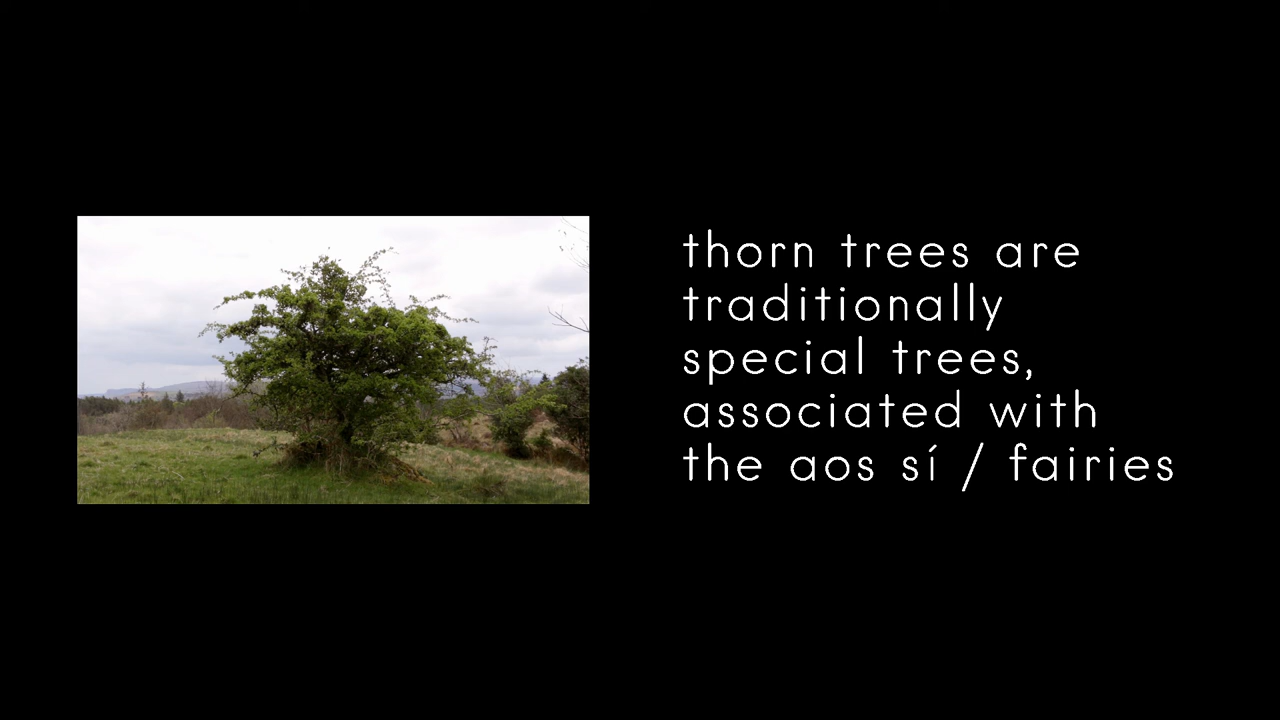 thorn trees are
traditionally
special trees,
associated with
the aos sí / fairies